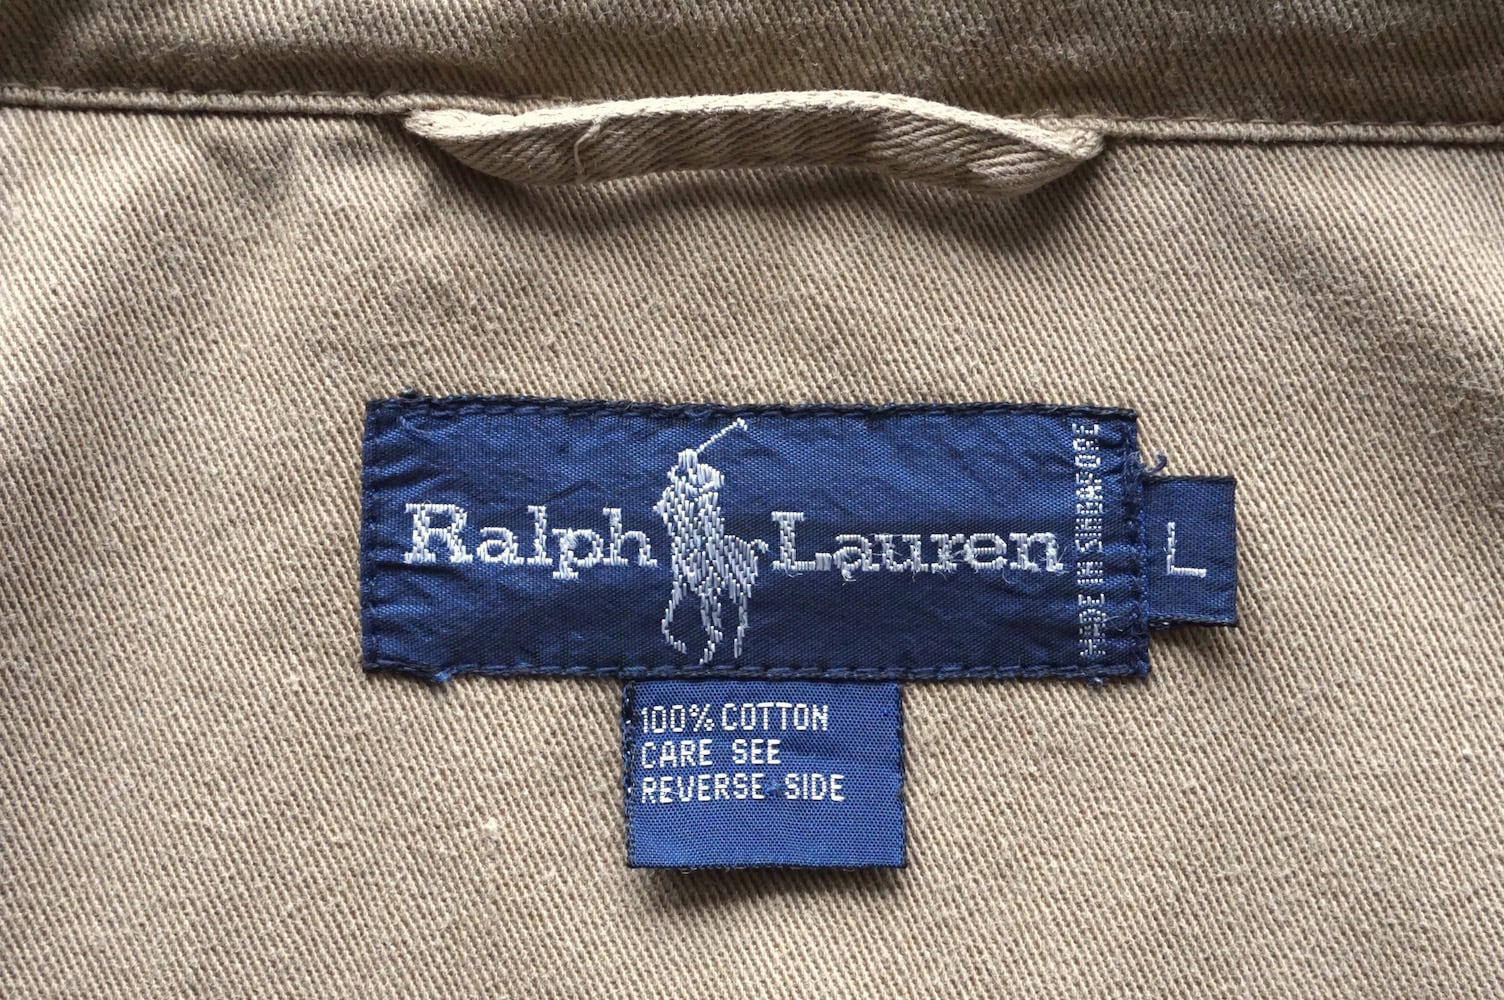 Ralph Lauren
MADE IN SINGAPORE
L
100% COTTON
CARE SEE
REVERSE SIDE